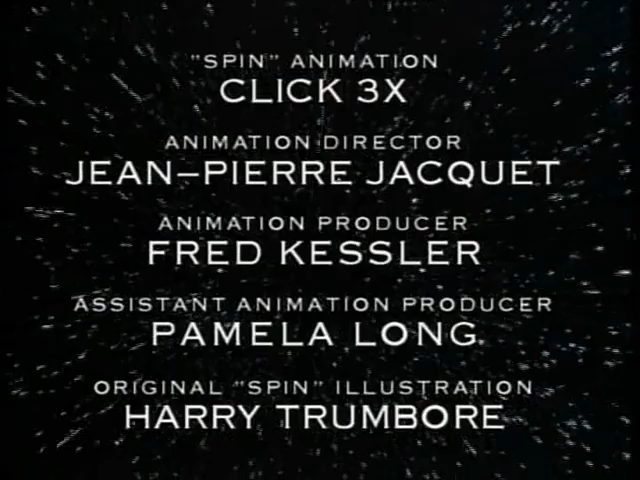 "SPIN" ANIMATION
CLICK 3X
ANIMATION DIRECTOR
JEAN-PIERRE JACQUET
ANIMATION PRODUCER
FRED KESSLER
ASSISTANT ANIMATION PRODUCER
PAMELA LONG
ORIGINAL "SPIN" ILLUSTRATION
HARRY TRUMBORE